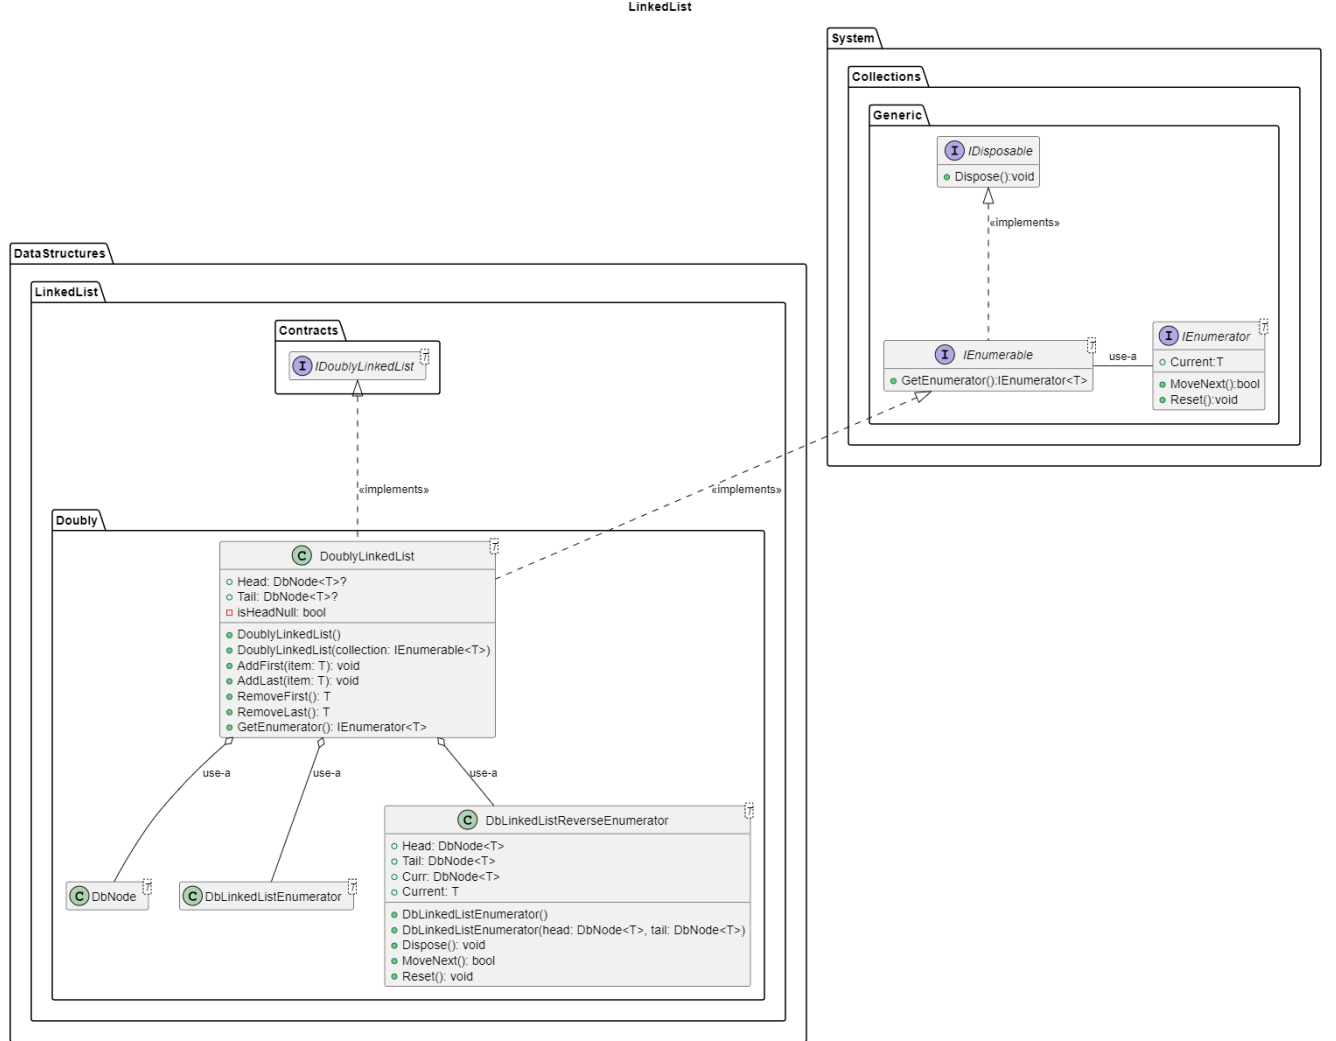 LinkedList
System
Collections
Generic
I IDisposable
Dispose():void
«implements»
I IEnumerable
T
GetEnumerator():IEnumerator<T>
use-a
I IEnumerator
T
Current:T
MoveNext():bool
Reset():void
DataStructures
LinkedList
Contracts
I IDoublyLinkedList
T
«implements»
«implements»
Doubly
C DoublyLinkedList
T
Head: DbNode<T>?
Tail: DbNode<T>?
isHeadNull: bool
DoublyLinkedList()
DoublyLinkedList(collection: IEnumerable<T>)
AddFirst(item: T): void
AddLast(item: T): void
RemoveFirst(): T
RemoveLast(): T
GetEnumerator(): IEnumerator<T>
use-a
use-a
use-a
C DbNode
T
C DbLinkedListEnumerator
T
C DbLinkedListReverseEnumerator
T
Head: DbNode<T>
Tail: DbNode<T>
Curr: DbNode<T>
Current: T
DbLinkedListEnumerator()
DbLinkedListEnumerator(head: DbNode<T>, tail: DbNode<T>)
Dispose(): void
MoveNext(): bool
Reset(): void